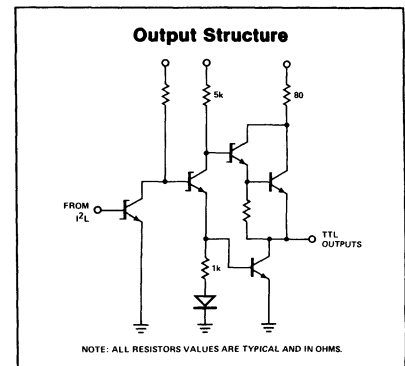 Output Structure
5k
80
FROM
I²L
TTL
OUTPUTS
1k
NOTE: ALL RESISTORS VALUES ARE TYPICAL AND IN OHMS.